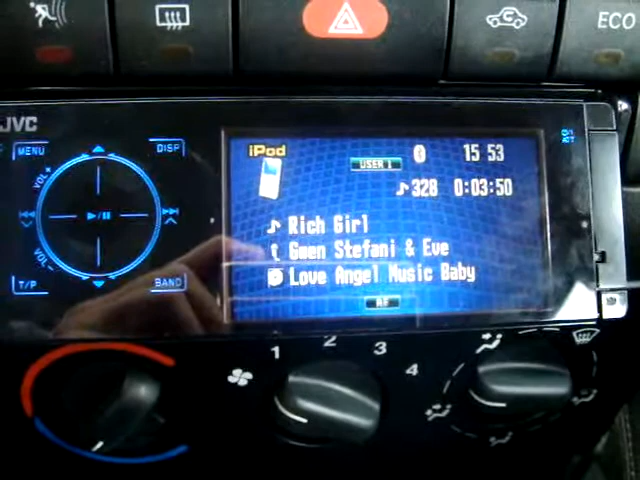 ECO
JVC
MENU
DISP
VOL+
VOL-
T/P
BAND
iPod
USER 1
15 53
328 0:03:50
Rich Girl
Gwen Stefani & Eve
Love Angel Music Baby
1
2
3
4